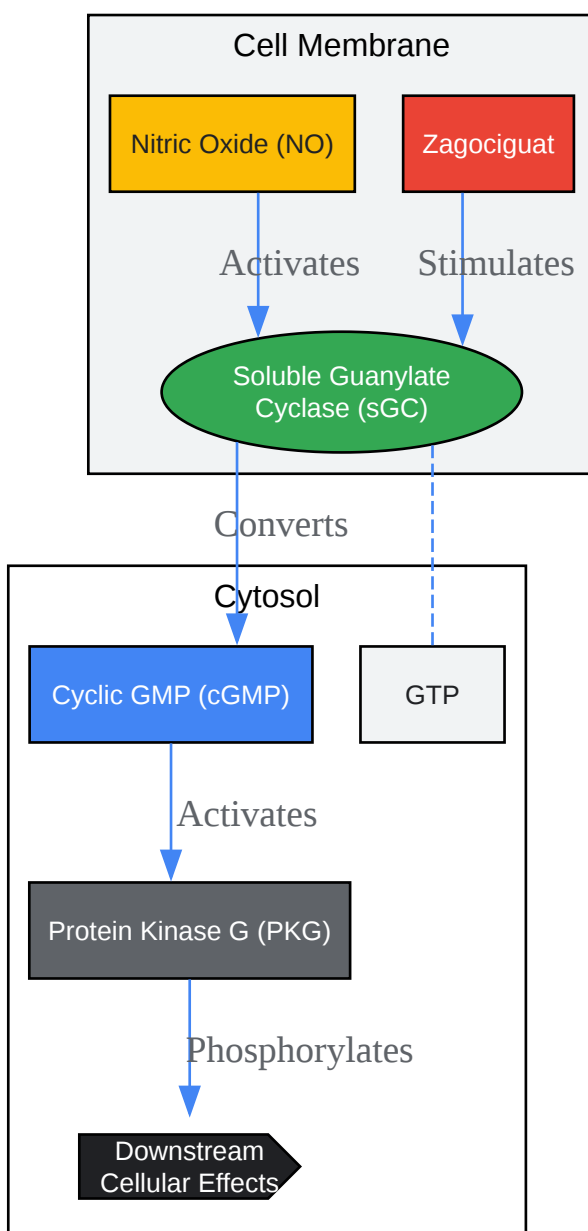 Cell Membrane
Nitric Oxide (NO)
Zagociguat
Activates
Stimulates
Soluble Guanylate
Cyclase (sGC)
Converts
Cytosol
Cyclic GMP (cGMP)
GTP
Activates
Protein Kinase G (PKG)
Phosphorylates
Downstream
Cellular Effects